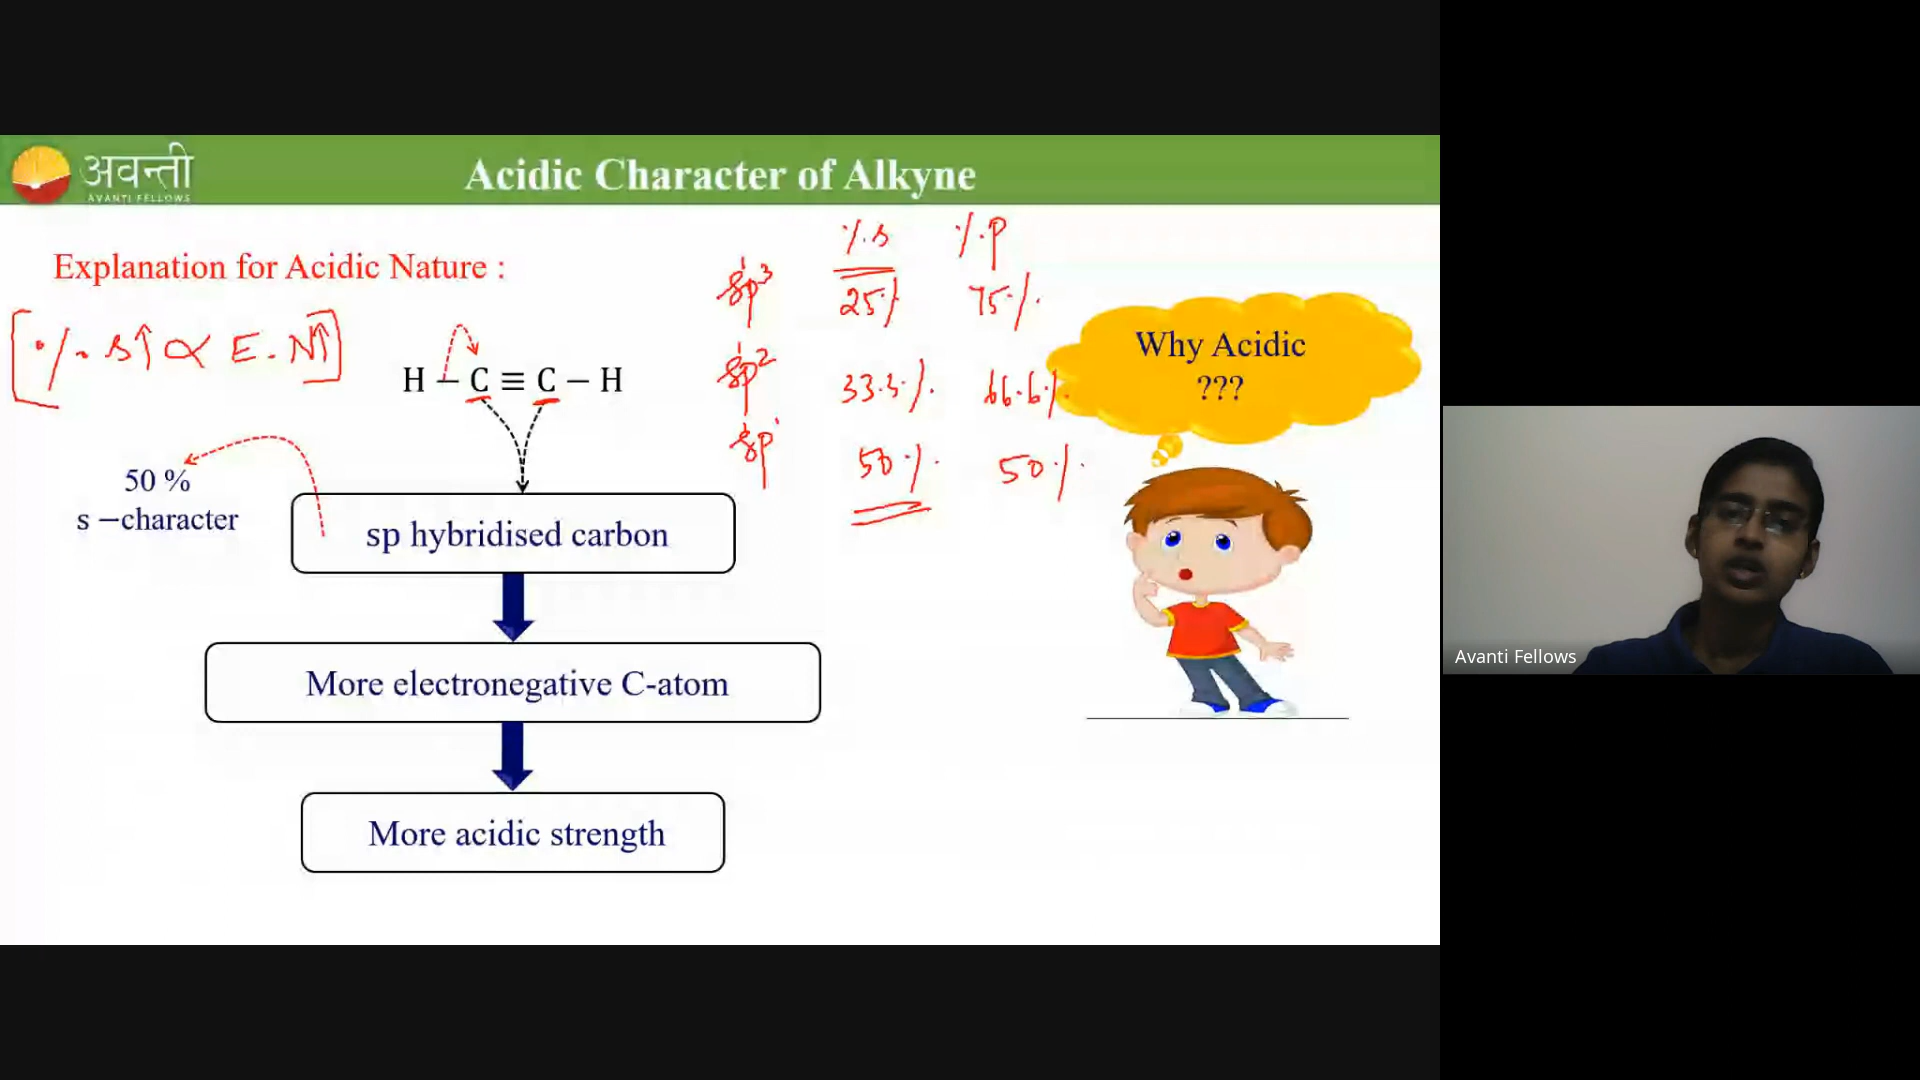 अवन्ती
AVANTI FELLOWS
Acidic Character of Alkyne
Explanation for Acidic Nature :
% s↑ ∝ E.N↑
H – C ≡ C – H
50 %
s –character
sp hybridised carbon
More electronegative C-atom
More acidic strength
%s %p
sp³ 25% 75%
sp² 33.3% 66.6%
sp¹ 50% 50%
Why Acidic
???
Avanti Fellows